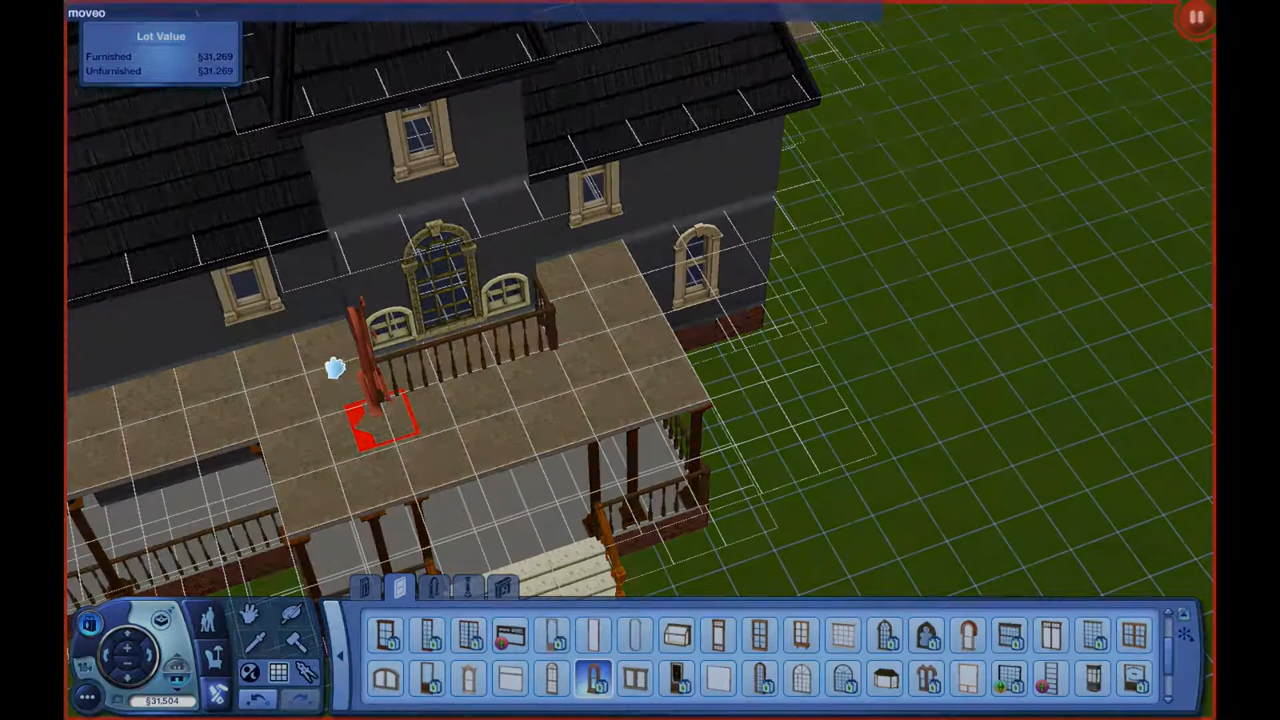 moveo
Lot Value
Furnished §31,269
Unfurnished §31,269
§31,504